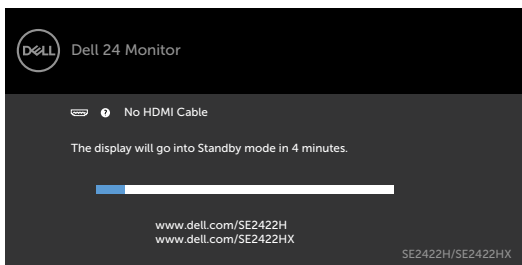 DELL Dell 24 Monitor
? No HDMI Cable
The display will go into Standby mode in 4 minutes.
www.dell.com/SE2422H
www.dell.com/SE2422HX
SE2422H/SE2422HX